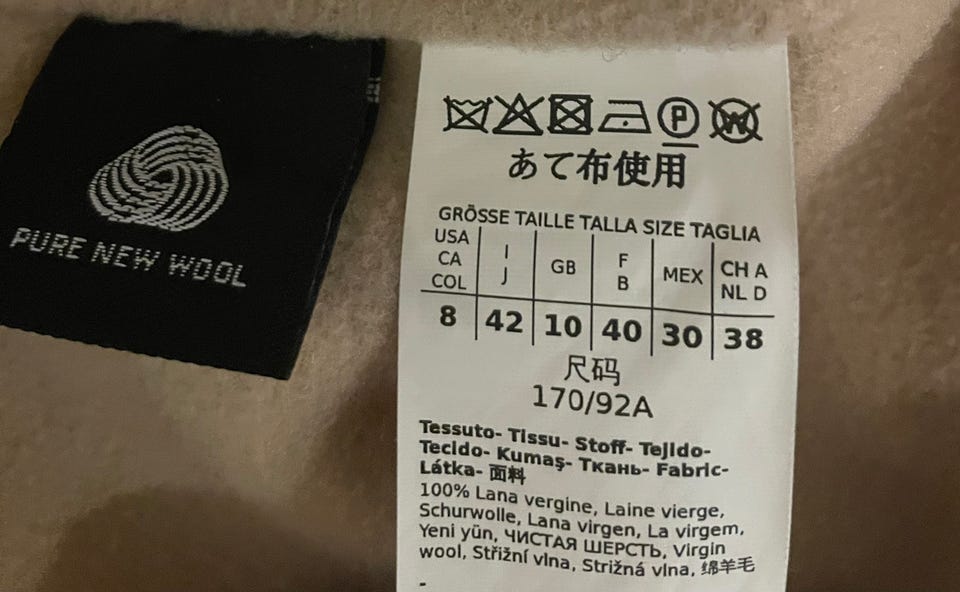 PURE NEW WOOL
P W
あて布使用
GRÖSSE TAILLE TALLA SIZE TAGLIA
USA CA COL I J GB F B MEX CH A NL D
8 42 10 40 30 38
尺码
170/92A
Tessuto- Tissu- Stoff- Tejido-
Tecido- Kumaş- Ткань- Fabric-
Látka- 面料
100% Lana vergine, Laine vierge,
Schurwolle, Lana virgen, La virgem,
Yeni yün, ЧИСТАЯ ШЕРСТЬ, Virgin
wool, Střižní vlna, Strižná vlna, 绵羊毛
-